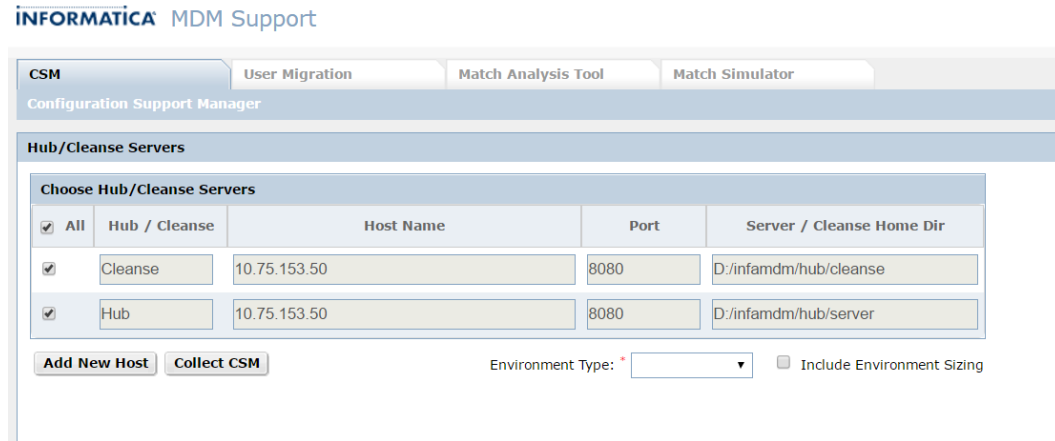 INFORMATICA MDM Support
CSM User Migration Match Analysis Tool Match Simulator
Configuration Support Manager
Hub/Cleanse Servers
Choose Hub/Cleanse Servers
All Hub / Cleanse Host Name Port Server / Cleanse Home Dir
Cleanse 10.75.153.50 8080 D:/infamdm/hub/cleanse
Hub 10.75.153.50 8080 D:/infamdm/hub/server
Add New Host Collect CSM Environment Type: * Include Environment Sizing